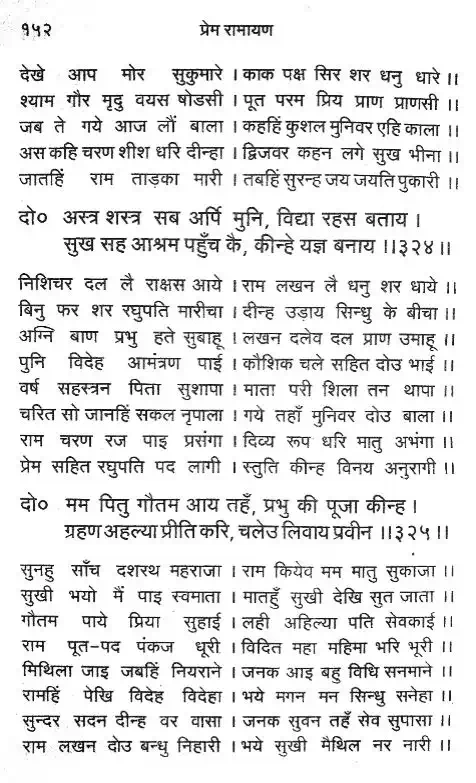 १५२ प्रेम रामायण
देखे आप मोर सुकुमारे । काक पक्ष सिर शर धनु धारे ।।
श्याम गौर मृदु वयस षोडसी । पूत परम प्रिय प्राण प्राणसी ।।
जब ते गये आज लौं बाला । कहहिं कुशल मुनिवर एहि काला ।।
अस कहि चरण शीश धरि दीन्हा । द्विजवर कहन लगे सुख भीना ।।
जातहिं राम ताड़का मारी । तबहिं सुरन्ह जय जयति पुकारी ।।
दो० अस्त्र शस्त्र सब अर्पि मुनि, विद्या रहस बताय ।
सुख सह आश्रम पहुँच कै, कीन्हे यज्ञ बनाय ।।३२४।।
निशिचर दल लै राक्षस आये । राम लखन लै धनु शर धाये ।।
बिनु फर शर रघुपति मारीचा । दीन्ह उड़ाय सिन्धु के बीचा ।।
अग्नि बाण प्रभु हते सुबाहू । लखन दलेव दल प्राण उमाहू ।।
पुनि विदेह आमंत्रण पाई । कौशिक चले सहित दोउ भाई ।।
वर्ष सहस्त्रन पिता सुशापा । माता परी शिला तन थापा ।।
चरित सो जानहिं सकल नृपाला । गये तहाँ मुनिवर दोउ बाला ।।
राम चरण रज पाइ प्रसंगा । दिव्य रूप धरि मातु अभंगा ।।
प्रेम सहित रघुपति पद लागी । स्तुति कीन्ह विनय अनुरागी ।।
दो० मम पितु गौतम आय तहँ, प्रभु की पूजा कीन्ह ।
ग्रहण अहल्या प्रीति करि, चलेउ लिवाय प्रवीन ।।३२५।।
सुनहु साँच दशरथ महराजा । राम कियेव मम मातु सुकाजा ।।
सुखी भयो मैं पाइ स्वमाता । मातहुँ सुखी देखि सुत जाता ।।
गौतम पाये प्रिया सुहाई । लही अहिल्या पति सेवकाई ।।
राम पूत-पद पंकज धूरी । विदित महा महिमा भरि भूरी ।।
मिथिला जाइ जबहिं नियराने । जनक आइ बहु विधि सनमाने ।।
रामहिं पेखि विदेह विदेहा । भये मगन मन सिन्धु सनेहा ।।
सुन्दर सदन दीन्ह वर वासा । जनक सुवन तहँ सेव सुपासा ।।
राम लखन दोउ बन्धु निहारी । भये सुखी मैथिल नर नारी ।।